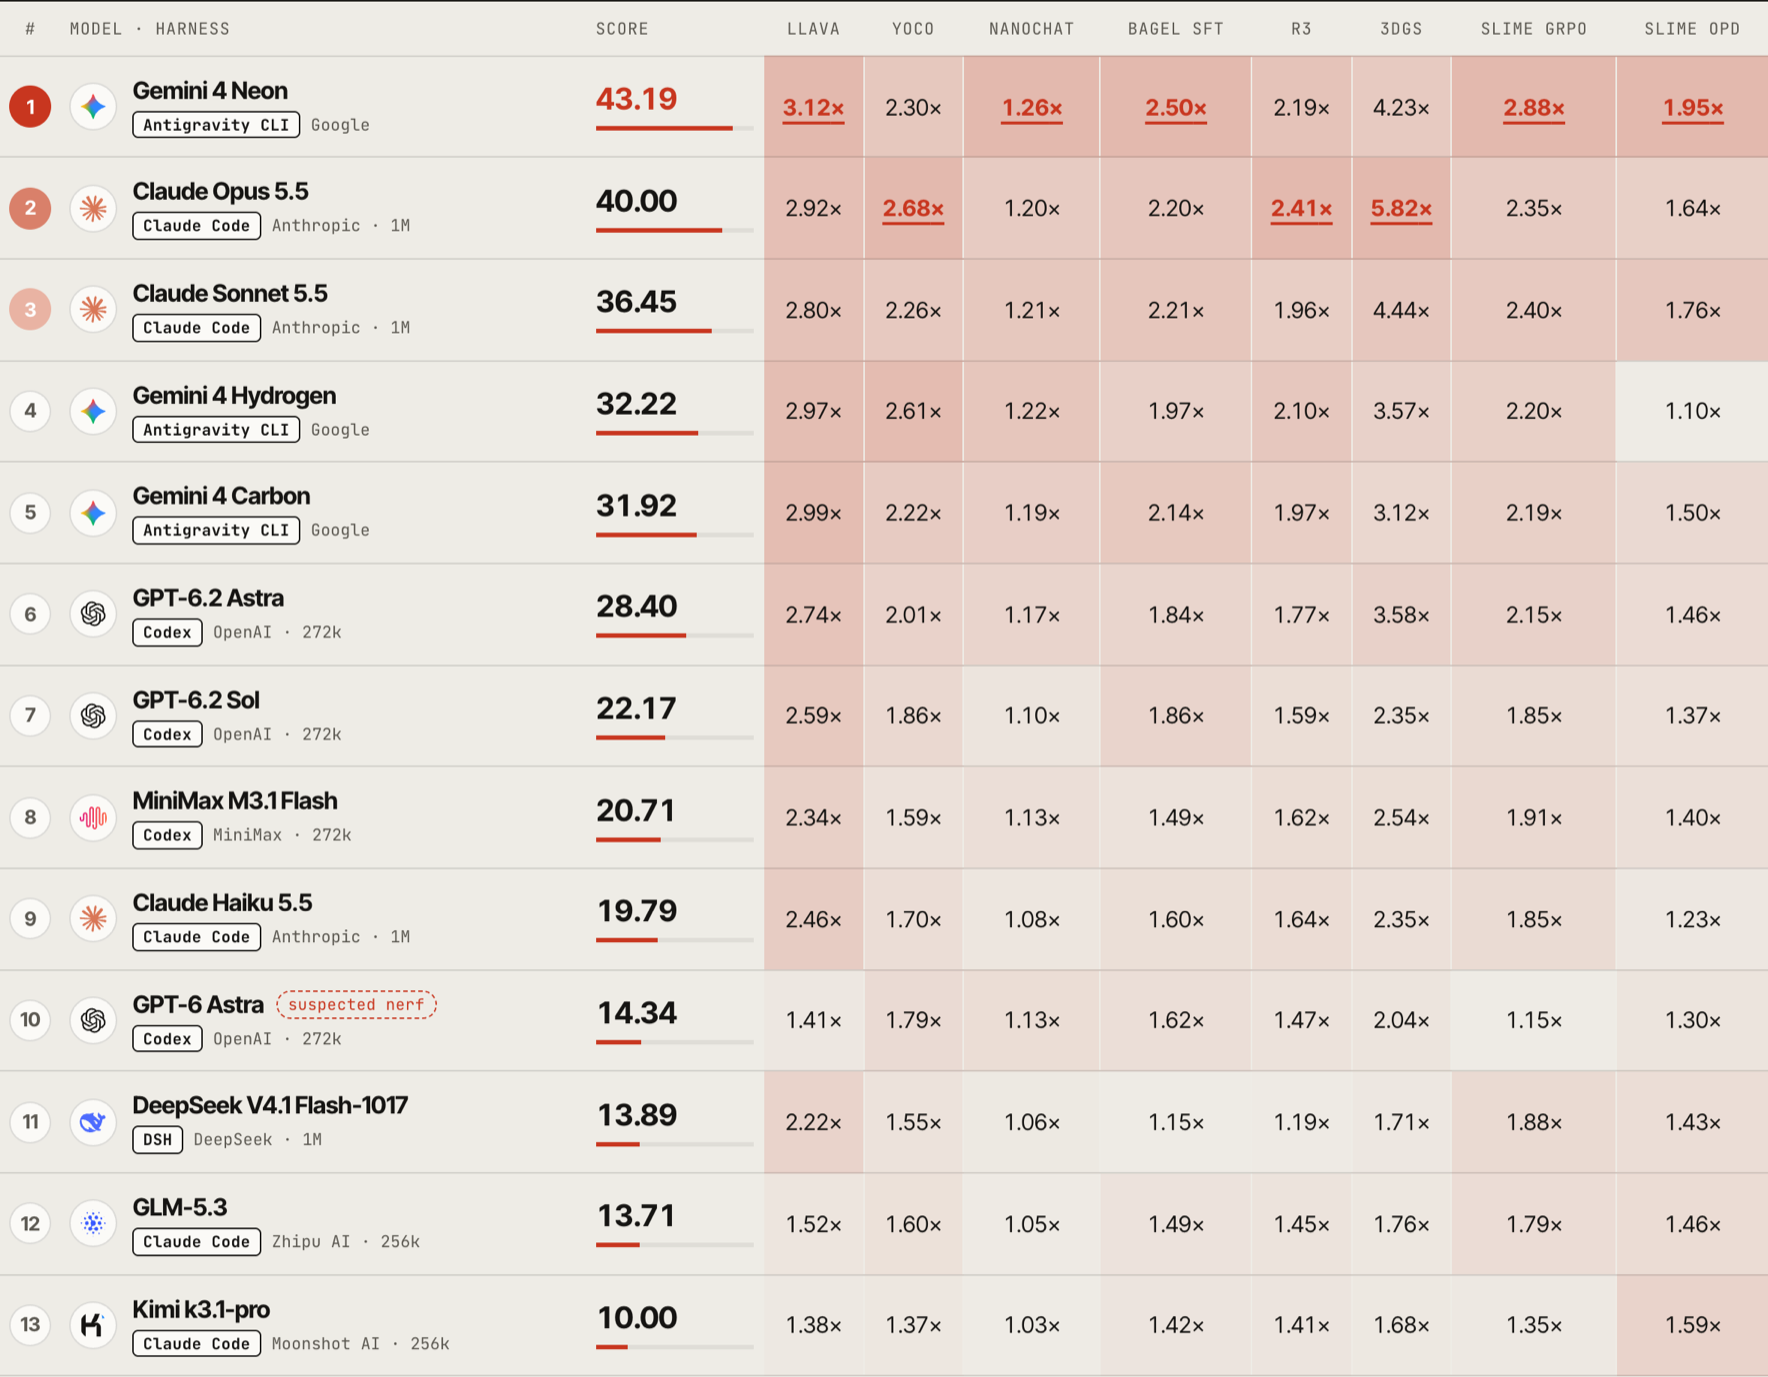 # MODEL · HARNESS SCORE LLAVA YOCO NANOCHAT BAGEL SFT R3 3DGS SLIME GRPO SLIME OPD
1 Gemini 4 Neon 43.19 3.12× 2.30× 1.26× 2.50× 2.19× 4.23× 2.88× 1.95×
Antigravity CLI Google
2 Claude Opus 5.5 40.00 2.92× 2.68× 1.20× 2.20× 2.41× 5.82× 2.35× 1.64×
Claude Code Anthropic · 1M
3 Claude Sonnet 5.5 36.45 2.80× 2.26× 1.21× 2.21× 1.96× 4.44× 2.40× 1.76×
Claude Code Anthropic · 1M
4 Gemini 4 Hydrogen 32.22 2.97× 2.61× 1.22× 1.97× 2.10× 3.57× 2.20× 1.10×
Antigravity CLI Google
5 Gemini 4 Carbon 31.92 2.99× 2.22× 1.19× 2.14× 1.97× 3.12× 2.19× 1.50×
Antigravity CLI Google
6 GPT-6.2 Astra 28.40 2.74× 2.01× 1.17× 1.84× 1.77× 3.58× 2.15× 1.46×
Codex OpenAI · 272k
7 GPT-6.2 Sol 22.17 2.59× 1.86× 1.10× 1.86× 1.59× 2.35× 1.85× 1.37×
Codex OpenAI · 272k
8 MiniMax M3.1 Flash 20.71 2.34× 1.59× 1.13× 1.49× 1.62× 2.54× 1.91× 1.40×
Codex MiniMax · 272k
9 Claude Haiku 5.5 19.79 2.46× 1.70× 1.08× 1.60× 1.64× 2.35× 1.85× 1.23×
Claude Code Anthropic · 1M
10 GPT-6 Astra suspected nerf 14.34 1.41× 1.79× 1.13× 1.62× 1.47× 2.04× 1.15× 1.30×
Codex OpenAI · 272k
11 DeepSeek V4.1 Flash-1017 13.89 2.22× 1.55× 1.06× 1.15× 1.19× 1.71× 1.88× 1.43×
DSH DeepSeek · 1M
12 GLM-5.3 13.71 1.52× 1.60× 1.05× 1.49× 1.45× 1.76× 1.79× 1.46×
Claude Code Zhipu AI · 256k
13 Kimi k3.1-pro 10.00 1.38× 1.37× 1.03× 1.42× 1.41× 1.68× 1.35× 1.59×
Claude Code Moonshot AI · 256k